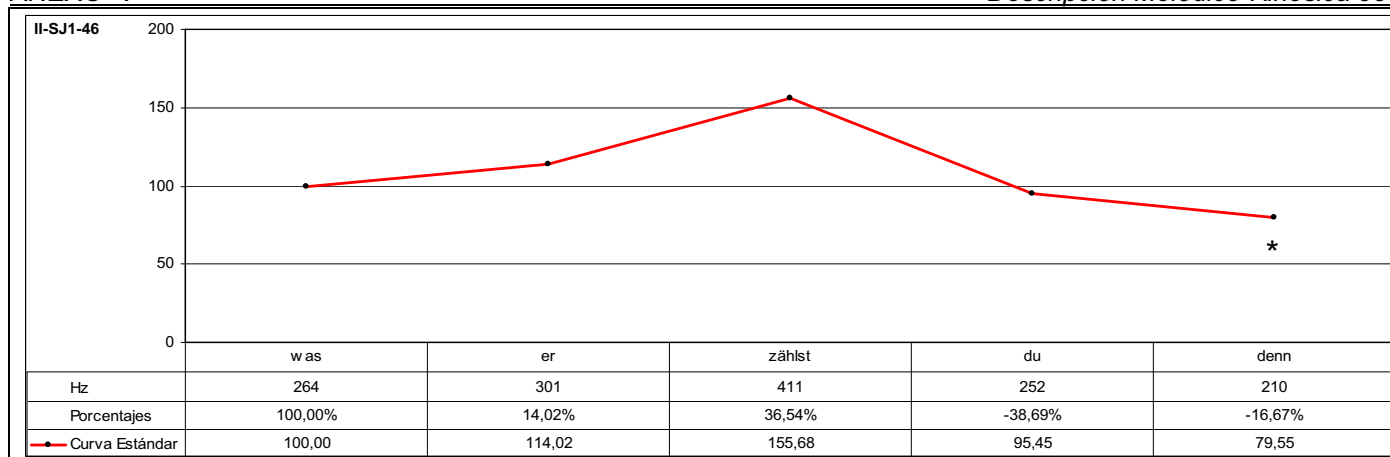 II-SJ1-46
200
150
100
50
0
*
was er zählst du denn
Hz 264 301 411 252 210
Porcentajes 100,00% 14,02% 36,54% -38,69% -16,67%
Curva Estándar 100,00 114,02 155,68 95,45 79,55